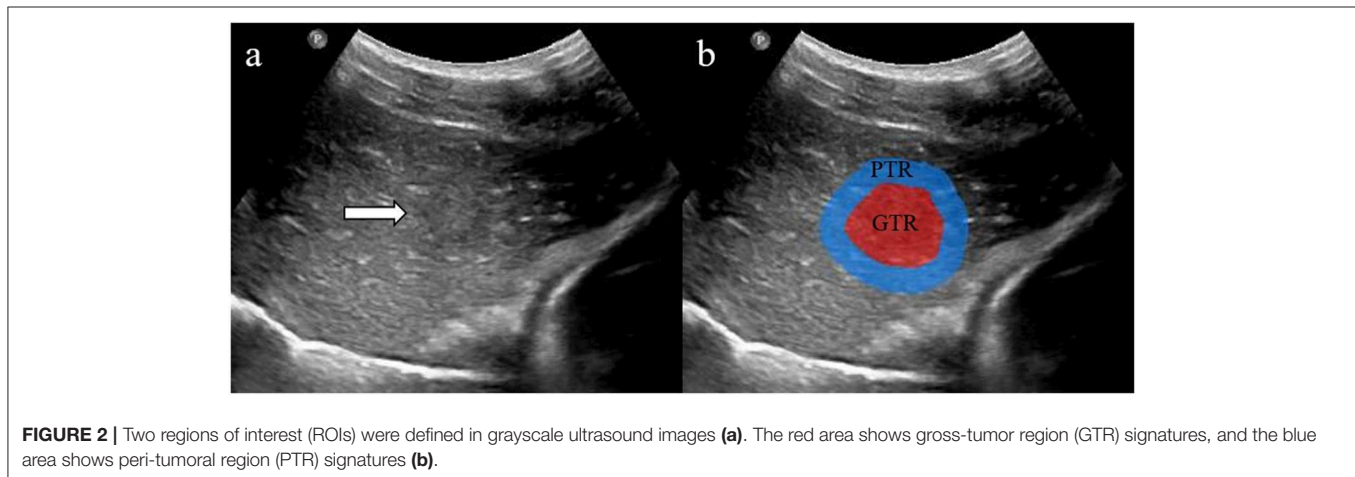 a
P
b
P
PTR
GTR
FIGURE 2 | Two regions of interest (ROIs) were defined in grayscale ultrasound images (a). The red area shows gross-tumor region (GTR) signatures, and the blue
area shows peri-tumoral region (PTR) signatures (b).